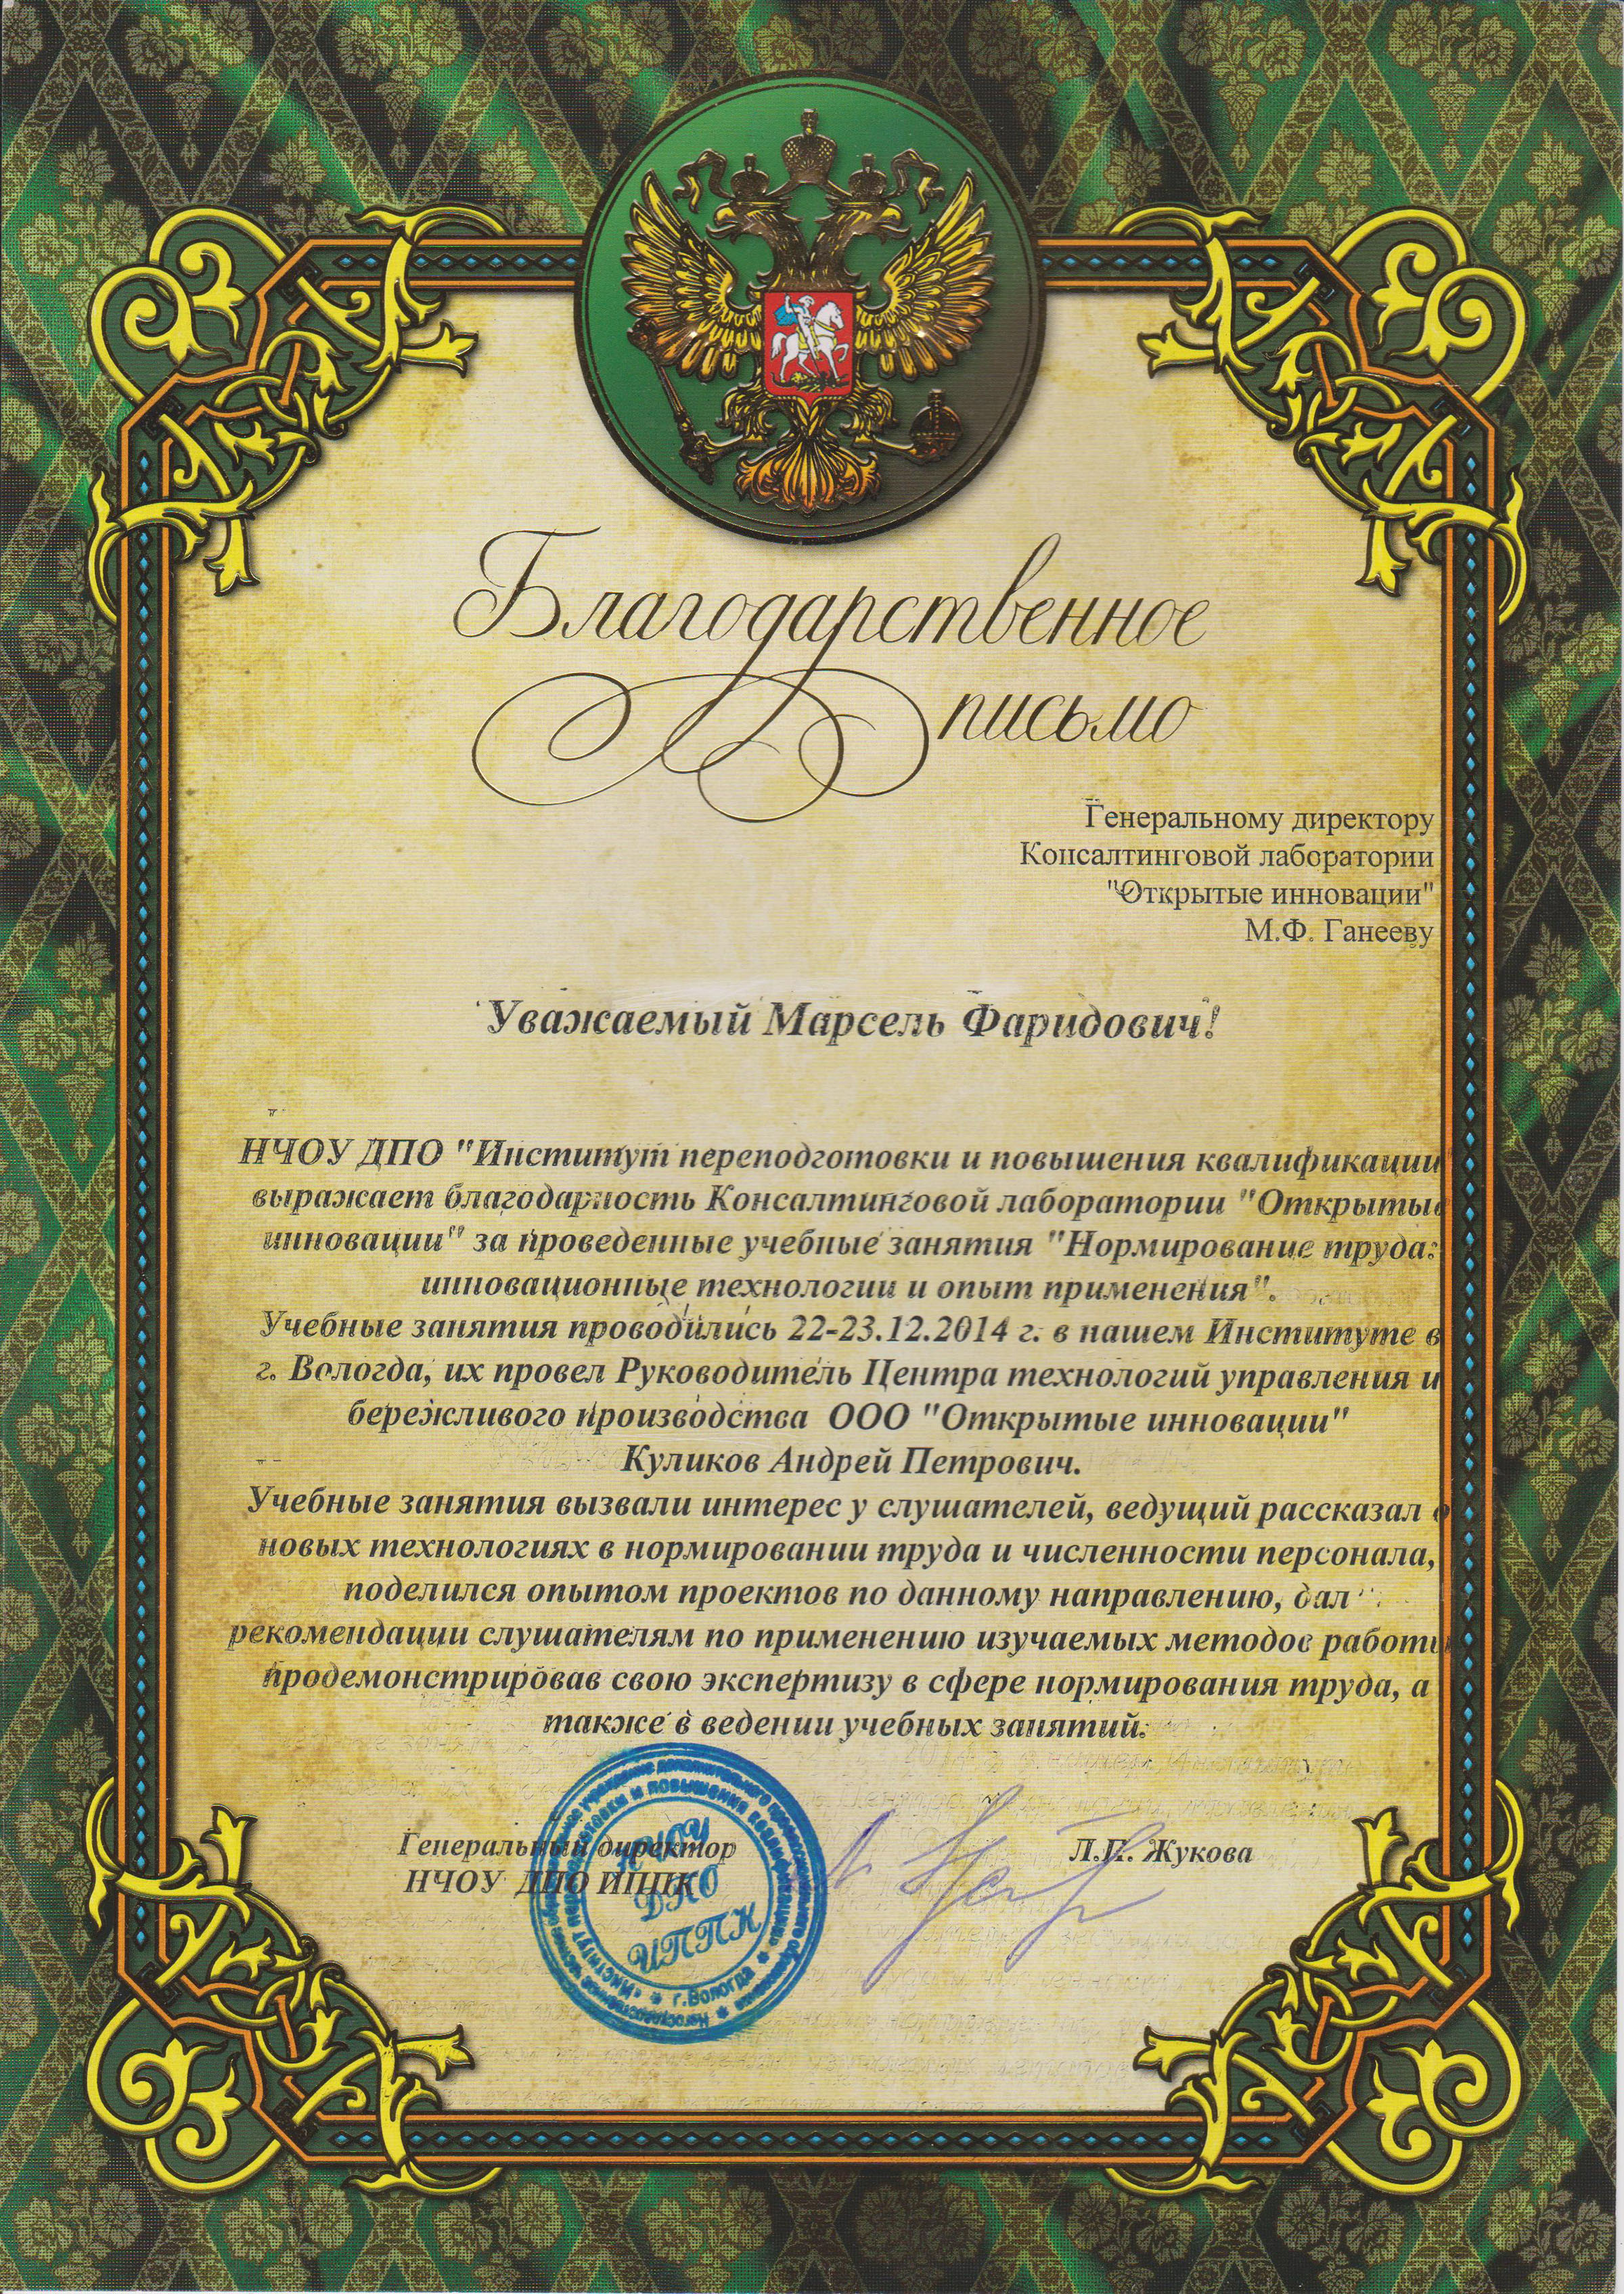 Благодарственное
письмо
Генеральному директору
Консалтинговой лаборатории
"Открытые инновации"
М.Ф. Ганееву
Уважаемый Марсель Фаридович!
НЧОУ ДПО "Институт переподготовки и повышения квалификации"
выражает благодарность Консалтинговой лаборатории "Открытые
инновации" за проведенные учебные занятия "Нормирование труда:
инновационные технологии и опыт применения".
Учебные занятия проводились 22-23.12.2014 г. в нашем Институте в
г. Вологда, их провел Руководитель Центра технологий управления и
бережливого производства ООО "Открытые инновации"
Куликов Андрей Петрович.
Учебные занятия вызвали интерес у слушателей, ведущий рассказал о
новых технологиях в нормировании труда и численности персонала,
поделился опытом проектов по данному направлению, дал
рекомендации слушателям по применению изучаемых методов работы
продемонстрировав свою экспертизу в сфере нормирования труда, а
также в ведении учебных занятий.
Генеральный директор
НЧОУ ДПО ИППК
Л.П. Жукова
НЧОУ
ДПО
ИППК
г.Вологда